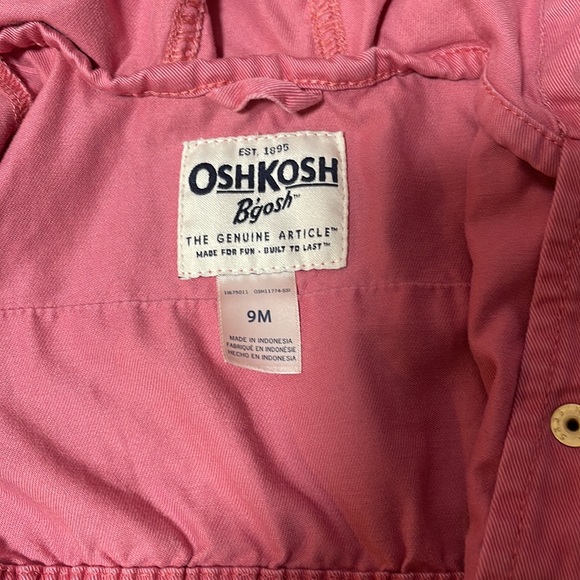 EST. 1895
OSHKOSH
B'gosh™
THE GENUINE ARTICLE™
MADE FOR FUN · BUILT TO LAST™
9M
MADE IN INDONESIA
FABRIQUÉ EN INDONÉSIE
HECHO EN INDONESIA